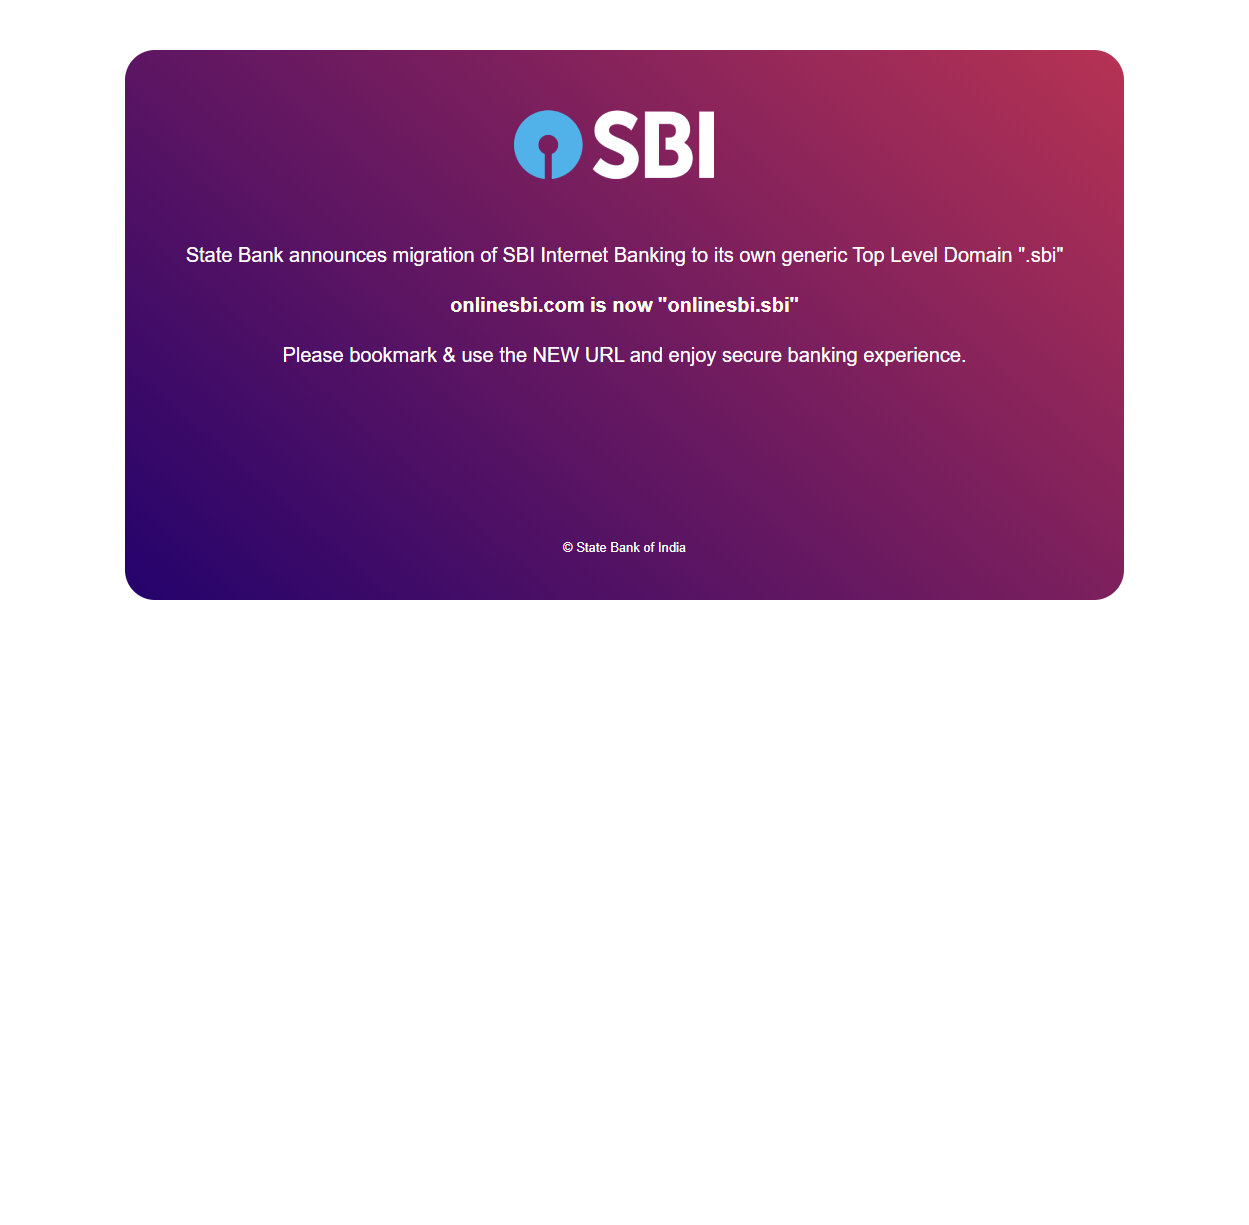 SBI
State Bank announces migration of SBI Internet Banking to its own generic Top Level Domain ".sbi"
onlinesbi.com is now "onlinesbi.sbi"
Please bookmark & use the NEW URL and enjoy secure banking experience.
© State Bank of India